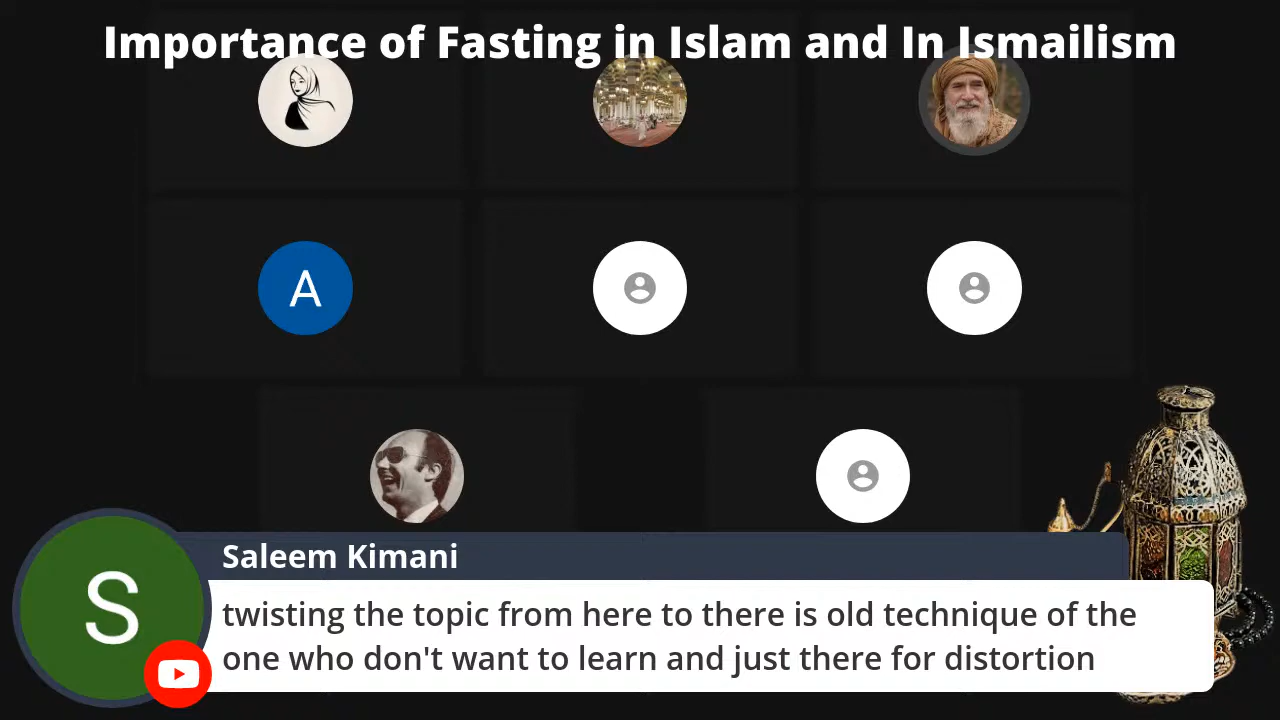 Importance of Fasting in Islam and In Ismailism
A
S
Saleem Kimani
twisting the topic from here to there is old technique of the
one who don't want to learn and just there for distortion